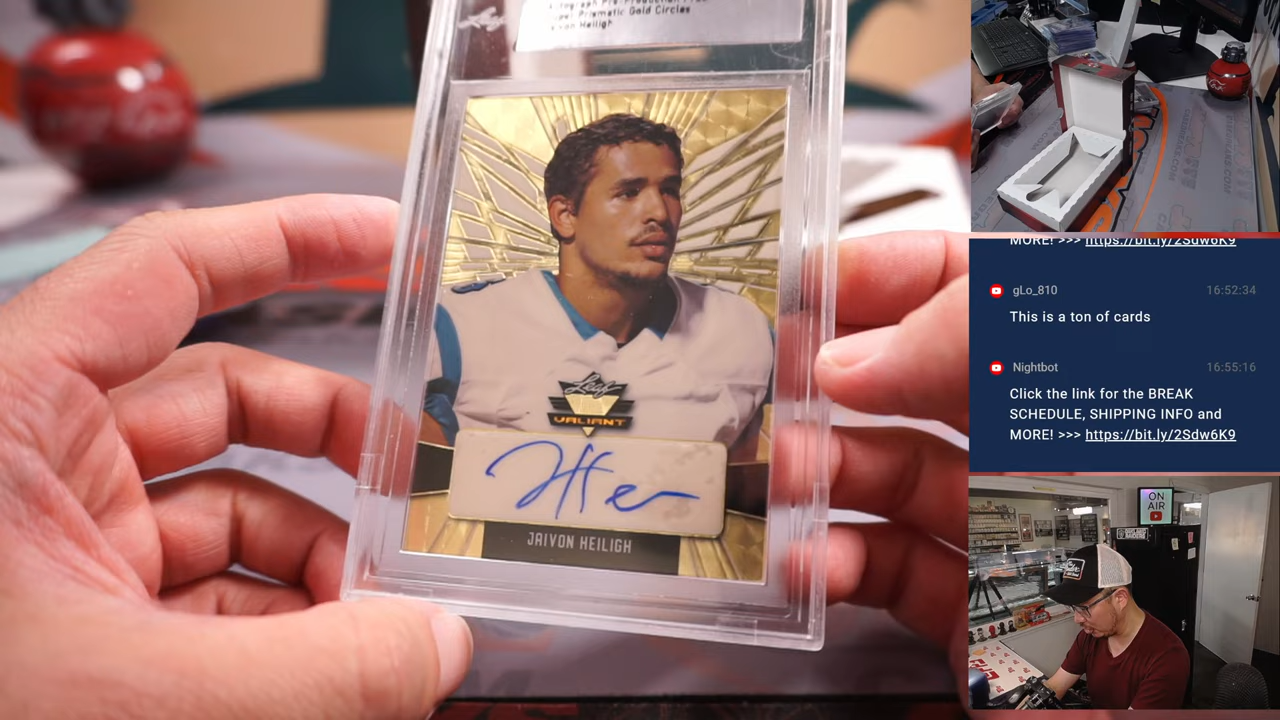 Leaf
Prismatic Gold Circles
Heiligh
Leaf
VALIANT
JAIVON HEILIGH
MORE! >>> https://bit.ly/2Sdw6K9
gLo_810 16:52:34
This is a ton of cards
Nightbot 16:55:16
Click the link for the BREAK
SCHEDULE, SHIPPING INFO and
MORE! >>> https://bit.ly/2Sdw6K9
ON
AIR